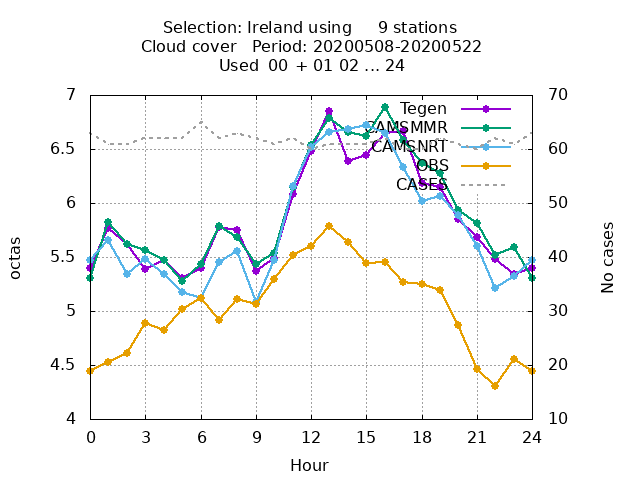 Selection: Ireland using 9 stations
Cloud cover Period: 20200508-20200522
Used 00 + 01 02 ... 24
7 70
Tegen
CAMSMMR
6.5 60
CAMSNRT
OBS
CASES
6 50
octas
5.5 40
No cases
5 30
4.5 20
4 10
0 3 6 9 12 15 18 21 24
Hour